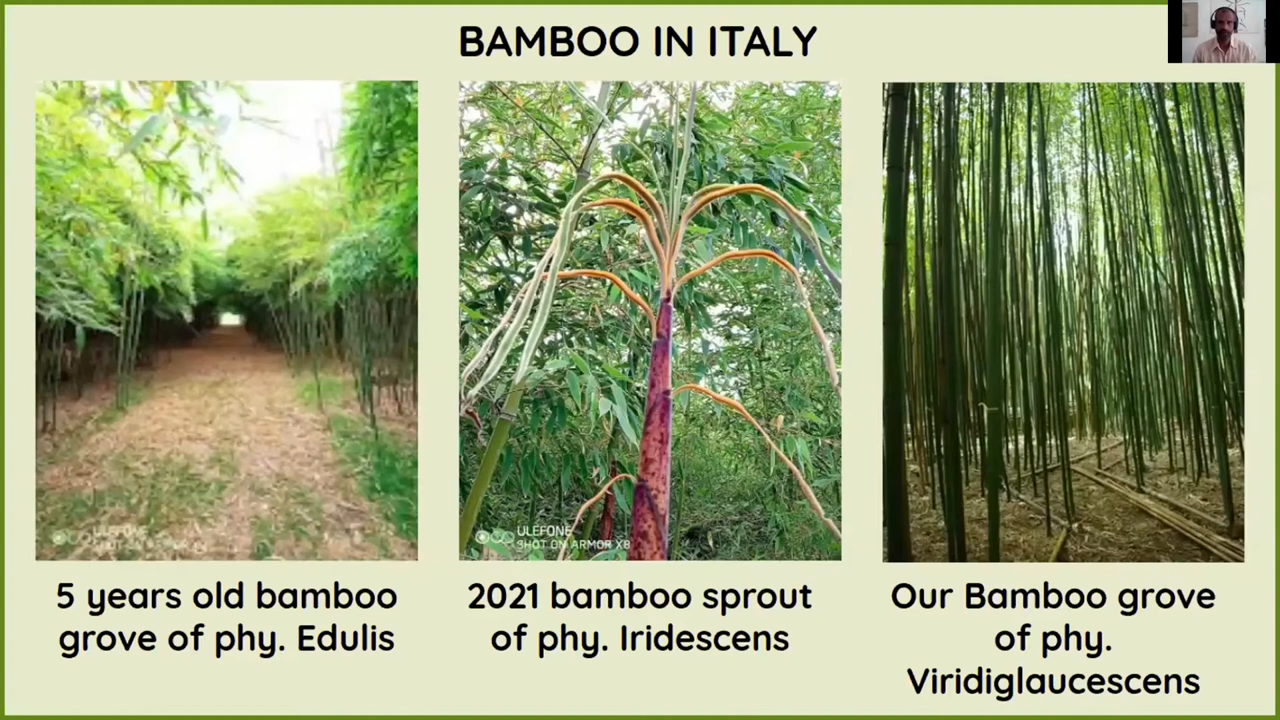 BAMBOO IN ITALY
ULEFONE
SHOT ON ARMOR X8
5 years old bamboo
grove of phy. Edulis
2021 bamboo sprout
of phy. Iridescens
Our Bamboo grove
of phy.
Viridiglaucescens